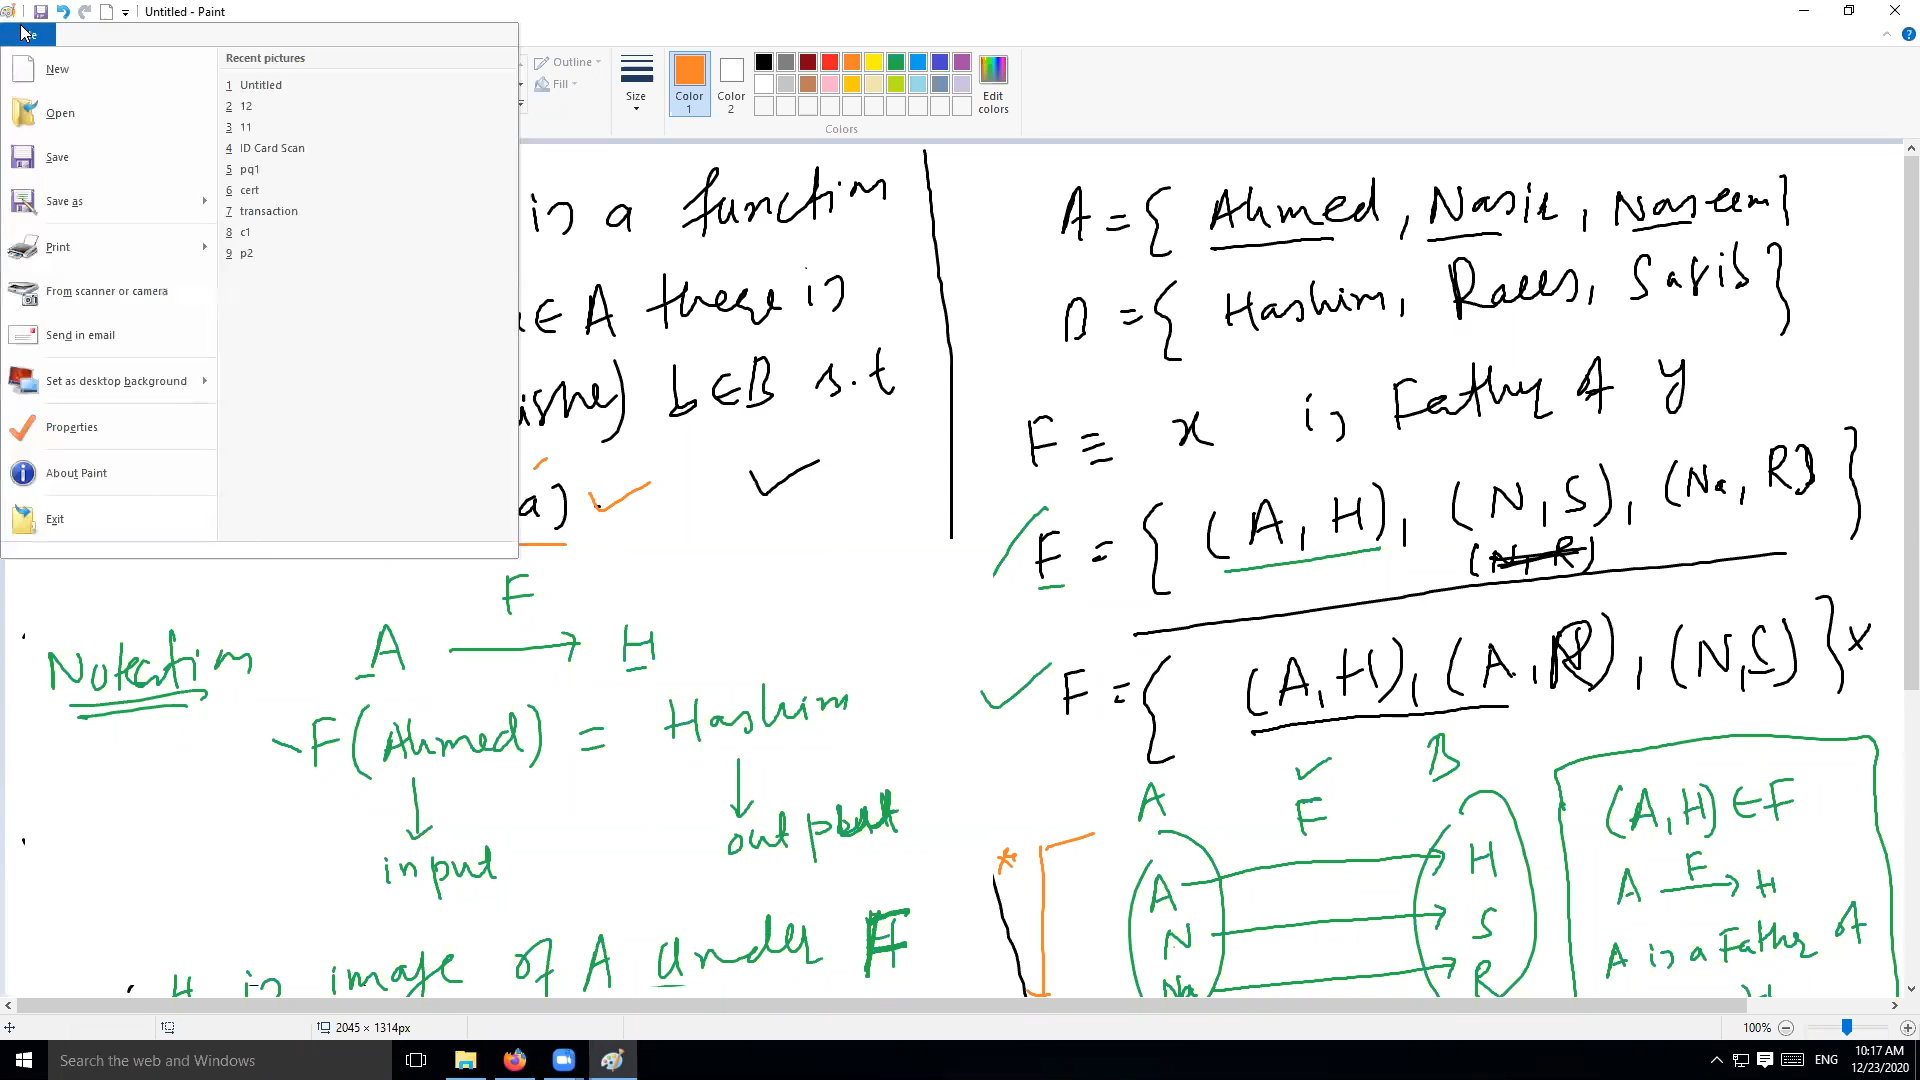 Untitled - Paint
New
Open
Save
Save as
Print
From scanner or camera
Send in email
Set as desktop background
Properties
About Paint
Exit
Recent pictures
1 Untitled
2 12
3 11
4 ID Card Scan
5 pq1
6 cert
7 transaction
8 c1
9 p2
Outline
Fill
Size
Color 1
Color 2
Edit colors
Colors
is a function
∈ A there is
b ∈ B s.t
a)
A = { Ahmed, Nasir, Naseem}
B = { Hashim, Raees, }
F ≡ x is Father of y
F = { (A, H), (N, S), (Na, R) }
(N, R)
F = { (A, H), (A, ), (N, S) } x
Notation A F → H
F(Ahmed) = Hashim
input
output
H is image of A under F
A F B
A H
N S
Na R
(A, H) ∈ F
A F → H
A is a Father of
H
2045 × 1314px
100%
Search the web and Windows
ENG
10:17 AM
12/23/2020